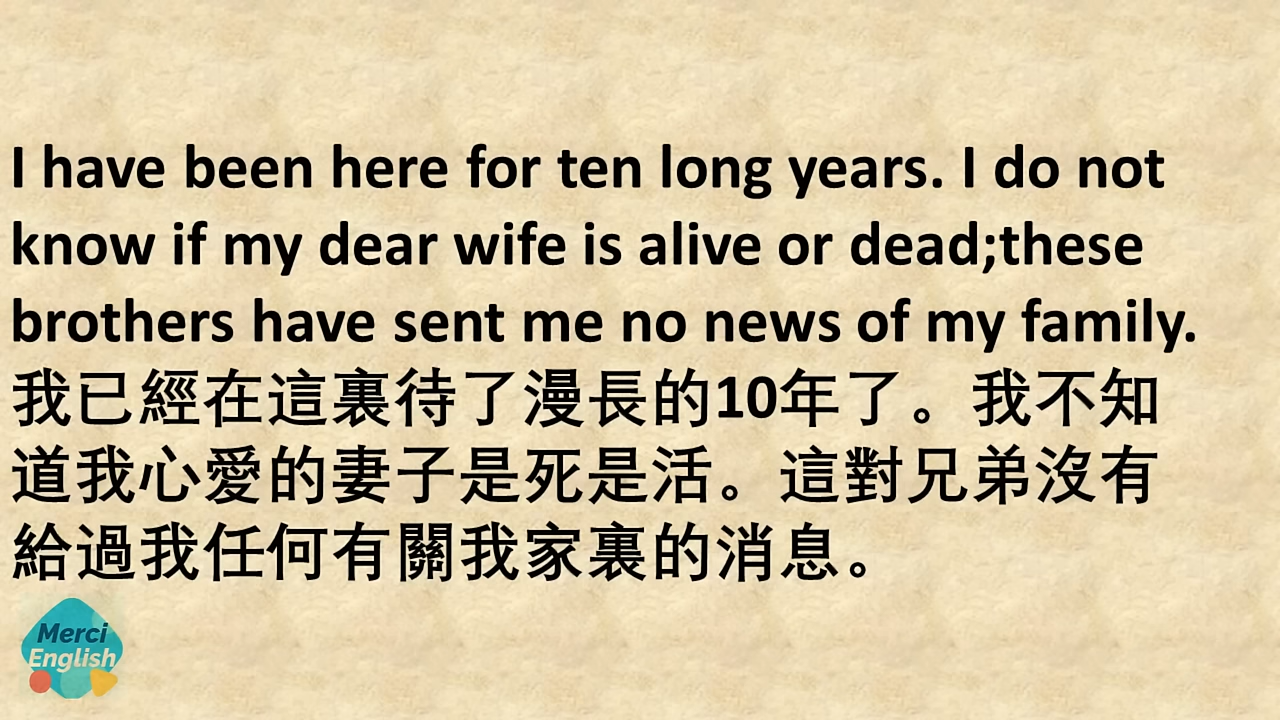 I have been here for ten long years. I do not
know if my dear wife is alive or dead;these
brothers have sent me no news of my family.
我已經在這裏待了漫長的10年了。我不知
道我心愛的妻子是死是活。這對兄弟沒有
給過我任何有關我家裏的消息。
Merci
English